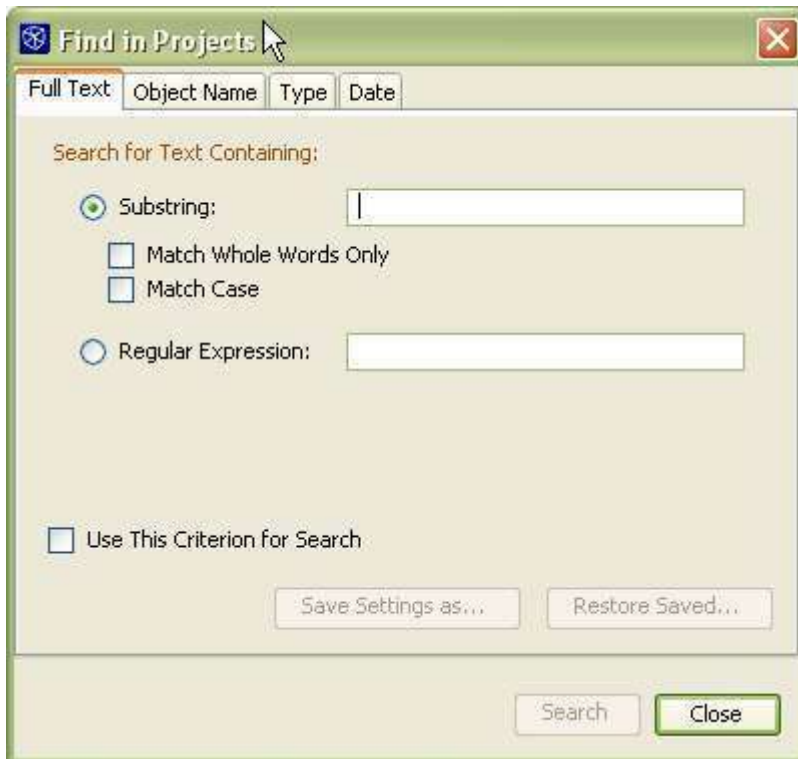 Find in Projects
Full Text Object Name Type Date
Search for Text Containing:
Substring:
Match Whole Words Only
Match Case
Regular Expression:
Use This Criterion for Search
Save Settings as... Restore Saved...
Search Close